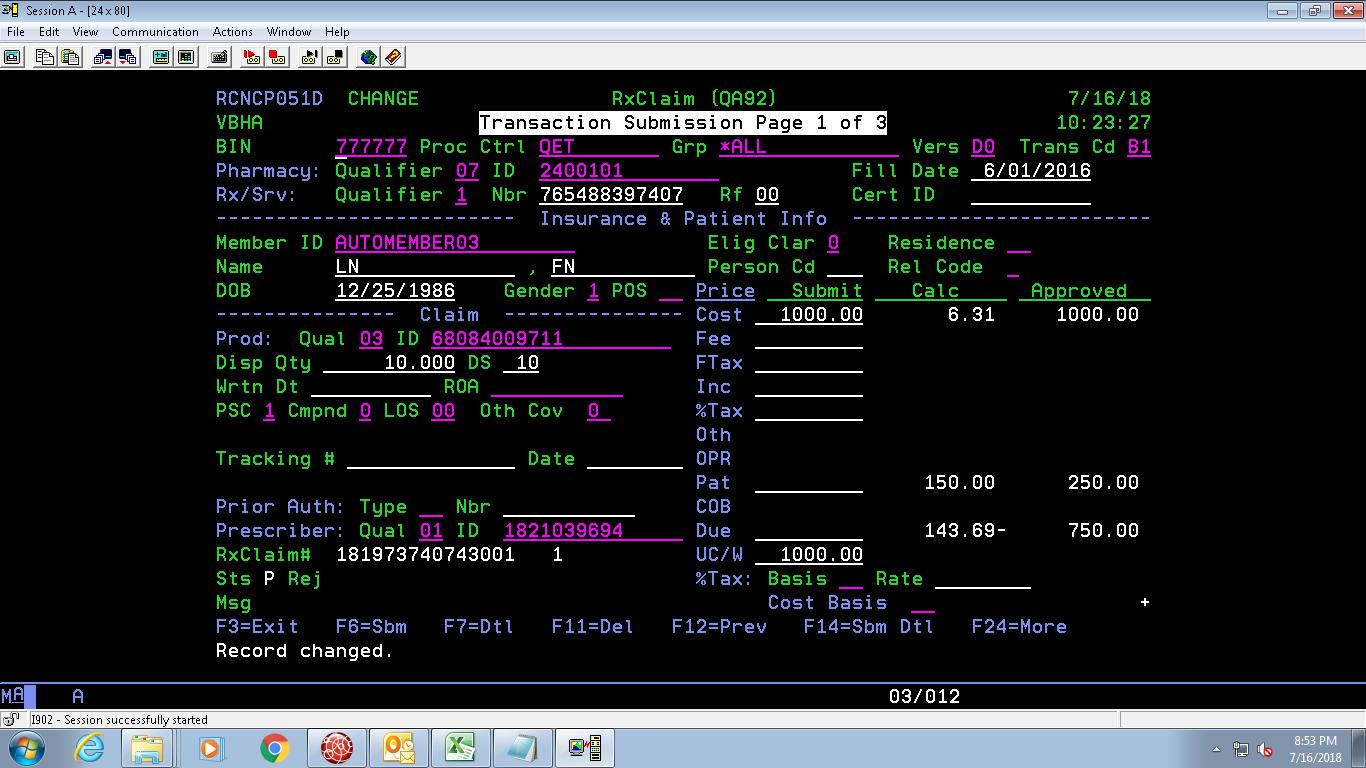 Session A - [24 x 80]
File Edit View Communication Actions Window Help
RCNCP051D CHANGE RxClaim (QA92) 7/16/18
VBHA Transaction Submission Page 1 of 3 10:23:27
BIN 777777 Proc Ctrl QET Grp *ALL Vers D0 Trans Cd B1
Pharmacy: Qualifier 07 ID 2400101 Fill Date 6/01/2016
Rx/Srv: Qualifier 1 Nbr 765488397407 Rf 00 Cert ID
------------------------- Insurance & Patient Info -------------------------
Member ID AUTOMEMBER03 Elig Clar 0 Residence
Name LN , FN Person Cd Rel Code
DOB 12/25/1986 Gender 1 POS Price Submit Calc Approved
--------------- Claim --------------- Cost 1000.00 6.31 1000.00
Prod: Qual 03 ID 68084009711 Fee
Disp Qty 10.000 DS 10 FTax
Wrtn Dt ROA Inc
PSC 1 Cmpnd 0 LOS 00 Oth Cov 0 %Tax
Oth
Tracking # Date OPR
Pat 150.00 250.00
Prior Auth: Type Nbr COB
Prescriber: Qual 01 ID 1821039694 Due 143.69- 750.00
RxClaim# 181973740743001 1 UC/W 1000.00
Sts P Rej %Tax: Basis Rate
Msg Cost Basis +
F3=Exit F6=Sbm F7=Dtl F11=Del F12=Prev F14=Sbm Dtl F24=More
Record changed.
MA A 03/012
I902 - Session successfully started
8:53 PM
7/16/2018